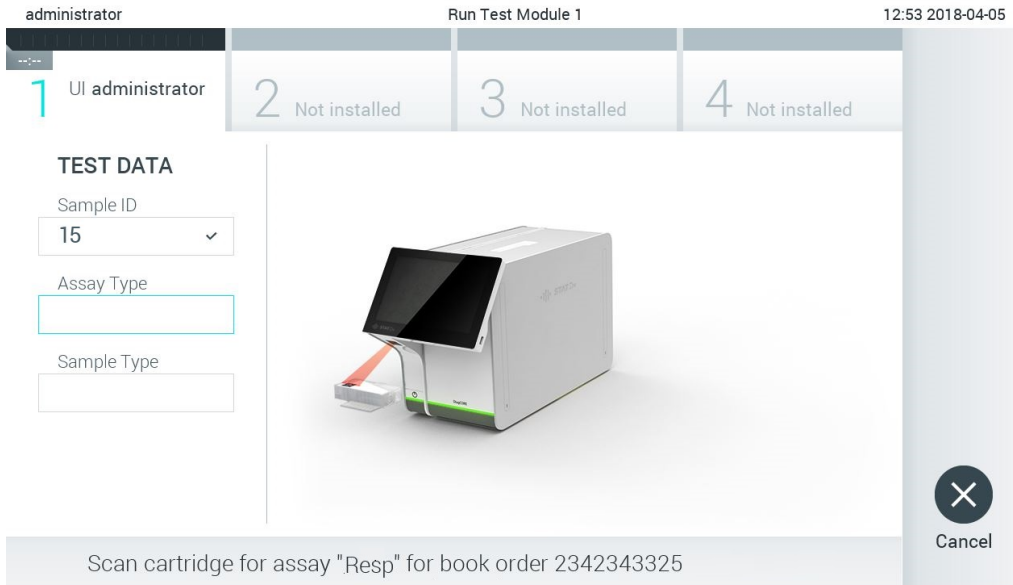 administrator Run Test Module 1 12:53 2018-04-05
--:--
1 UI administrator 2 Not installed 3 Not installed 4 Not installed
TEST DATA
Sample ID
15
Assay Type
Sample Type
Cancel
Scan cartridge for assay "Resp" for book order 2342343325